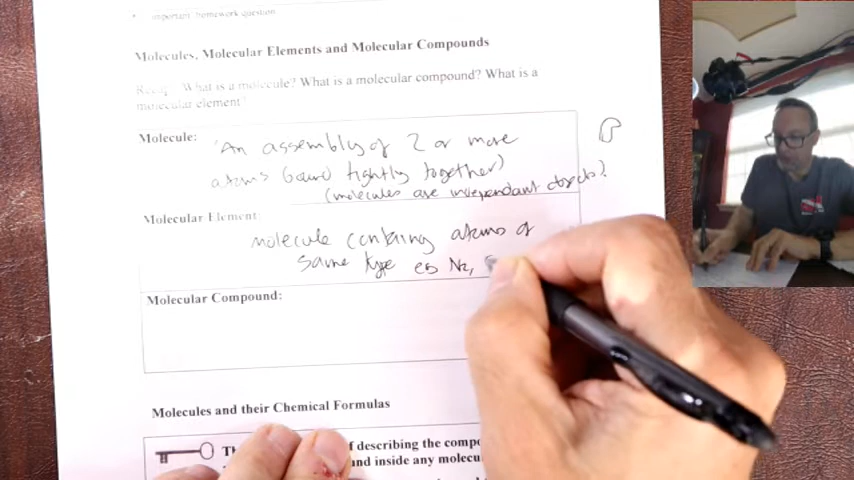 • important homework question
Molecules, Molecular Elements and Molecular Compounds
Recap: What is a molecule? What is a molecular compound? What is a
molecular element?
Molecule:
An assembly of 2 or more
atoms bound tightly together)
(molecules are independant objects).
Molecular Element:
molecule containing atoms of
same type eg N2,
Molecular Compound:
Molecules and their Chemical Formulas
f describing the compo
and inside any molecu